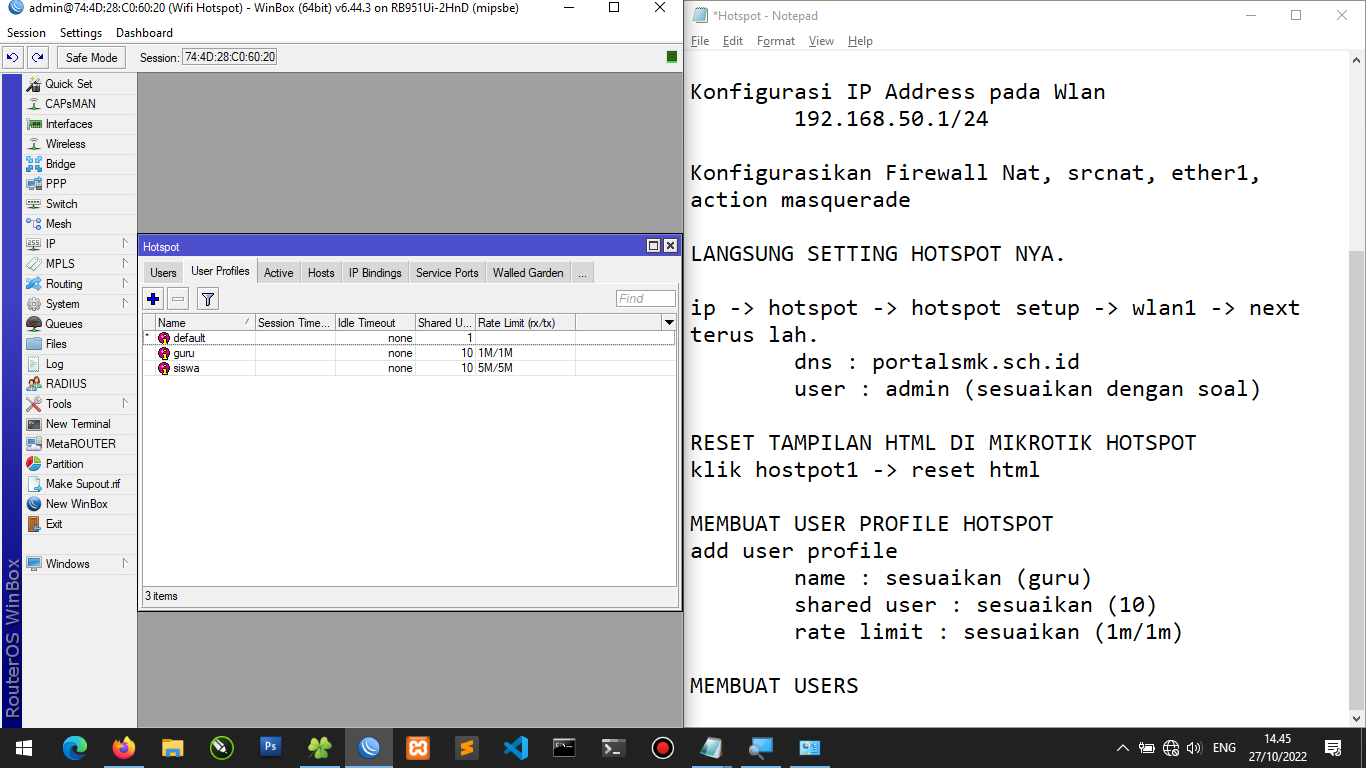 admin@74:4D:28:C0:60:20 (Wifi Hotspot) - WinBox (64bit) v6.44.3 on RB951Ui-2HnD (mipsbe)
Session Settings Dashboard
Safe Mode Session: 74:4D:28:C0:60:20
Quick Set
CAPsMAN
Interfaces
Wireless
Bridge
PPP
Switch
Mesh
IP
MPLS
Routing
System
Queues
Files
Log
RADIUS
Tools
New Terminal
MetaROUTER
Partition
Make Supout.rif
New WinBox
Exit
Windows
RouterOS WinBox
Hotspot
Users User Profiles Active Hosts IP Bindings Service Ports Walled Garden ...
Find
Name Session Time... Idle Timeout Shared U... Rate Limit (rx/tx)
* default none 1
guru none 10 1M/1M
siswa none 10 5M/5M
3 items
*Hotspot - Notepad
File Edit Format View Help
Konfigurasi IP Address pada Wlan
192.168.50.1/24
Konfigurasikan Firewall Nat, srcnat, ether1,
action masquerade
LANGSUNG SETTING HOTSPOT NYA.
ip -> hotspot -> hotspot setup -> wlan1 -> next
terus lah.
dns : portalsmk.sch.id
user : admin (sesuaikan dengan soal)
RESET TAMPILAN HTML DI MIKROTIK HOTSPOT
klik hostpot1 -> reset html
MEMBUAT USER PROFILE HOTSPOT
add user profile
name : sesuaikan (guru)
shared user : sesuaikan (10)
rate limit : sesuaikan (1m/1m)
MEMBUAT USERS
Ps
ENG
14.45
27/10/2022